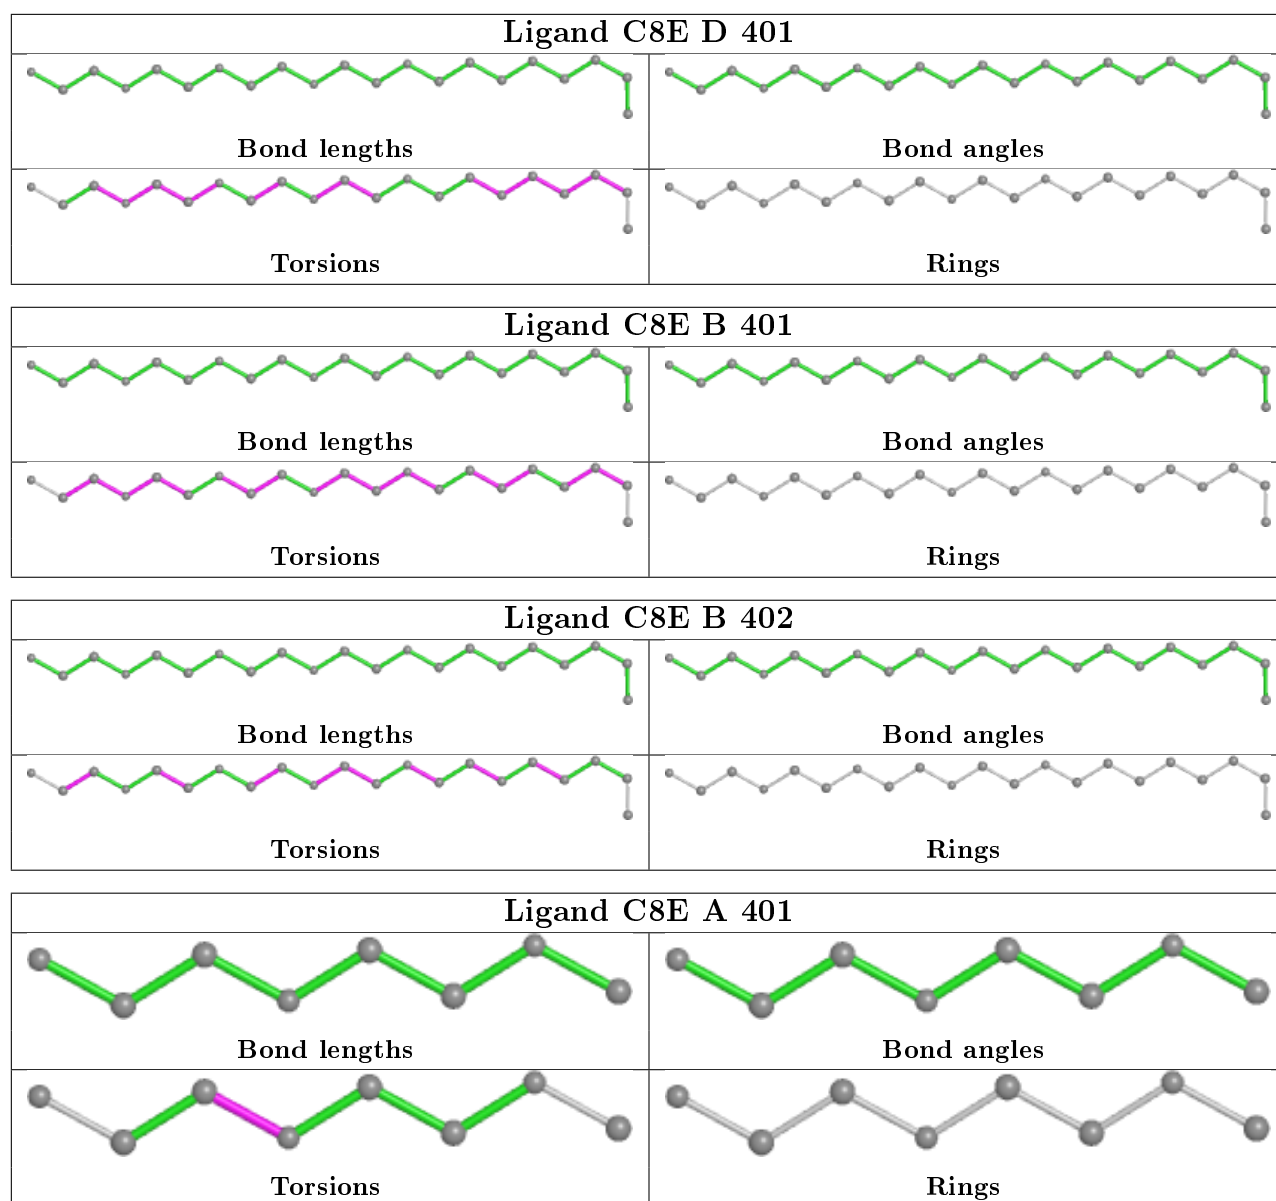 Ligand C8E D 401
Bond lengths Bond angles
Torsions Rings
Ligand C8E B 401
Bond lengths Bond angles
Torsions Rings
Ligand C8E B 402
Bond lengths Bond angles
Torsions Rings
Ligand C8E A 401
Bond lengths Bond angles
Torsions Rings